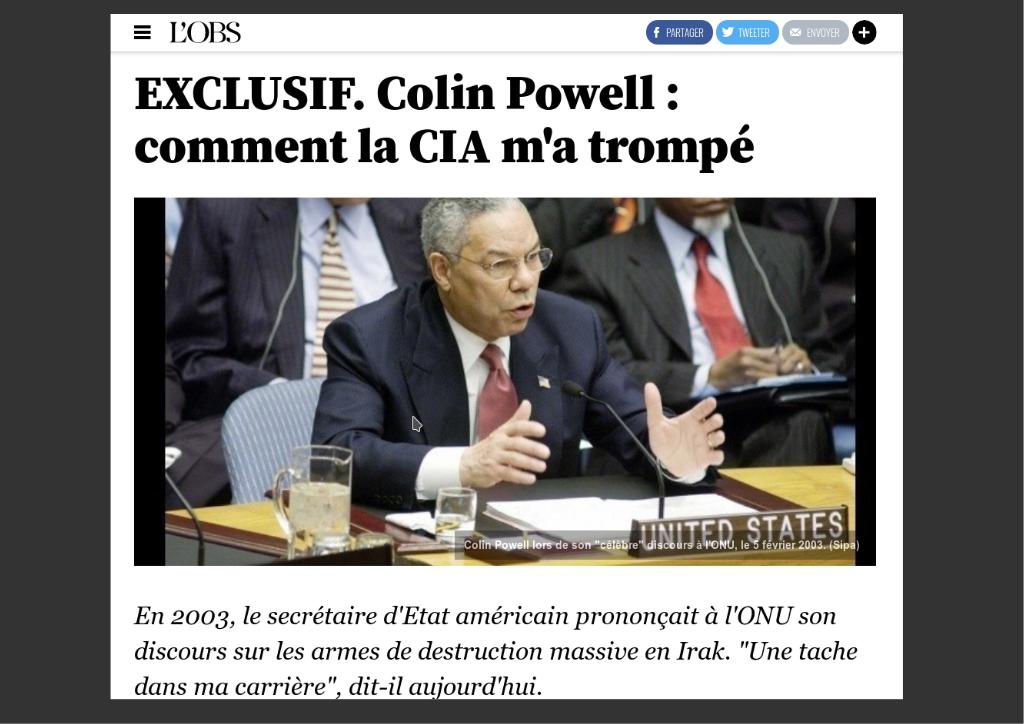 L'OBS
PARTAGER
TWEETER
ENVOYER
EXCLUSIF. Colin Powell :
comment la CIA m'a trompé
UNITED STATES
Colin Powell lors de son "célèbre" discours à l'ONU, le 5 février 2003. (Sipa)
En 2003, le secrétaire d'Etat américain prononçait à l'ONU son
discours sur les armes de destruction massive en Irak. "Une tache
dans ma carrière", dit-il aujourd'hui.